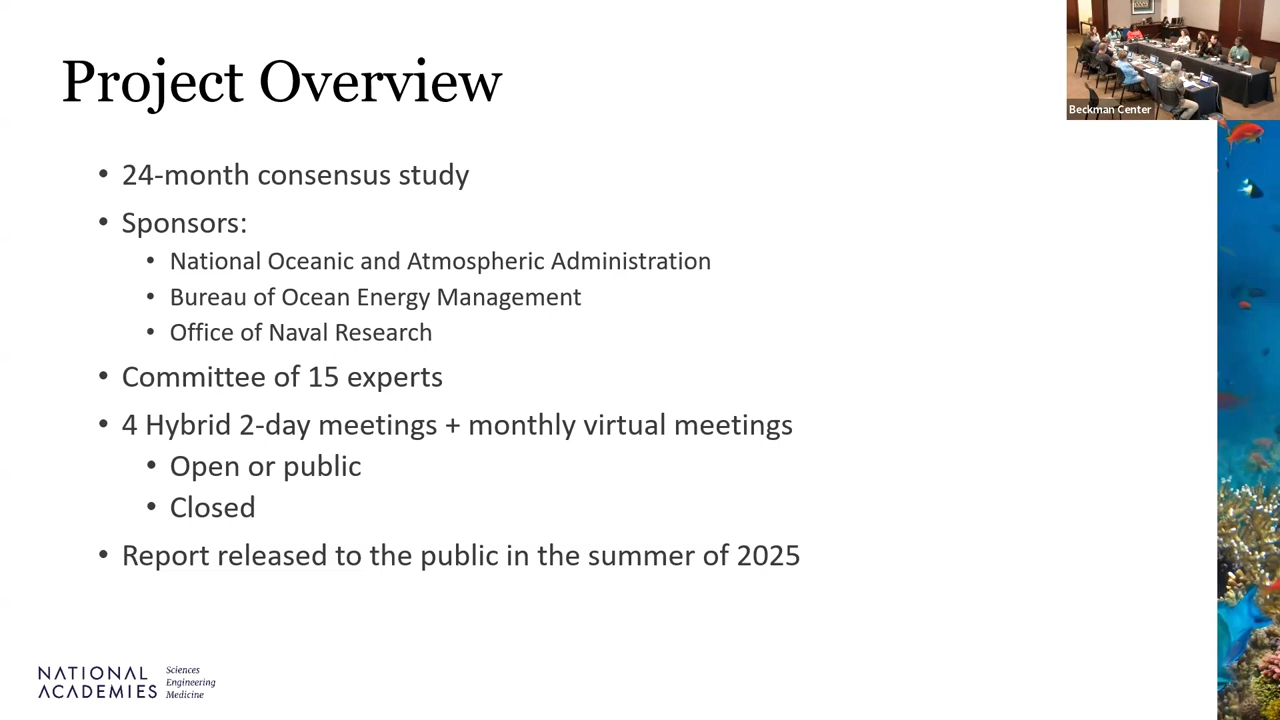 Project Overview
Beckman Center
• 24-month consensus study
• Sponsors:
• National Oceanic and Atmospheric Administration
• Bureau of Ocean Energy Management
• Office of Naval Research
• Committee of 15 experts
• 4 Hybrid 2-day meetings + monthly virtual meetings
• Open or public
• Closed
• Report released to the public in the summer of 2025
NATIONAL
ACADEMIES
Sciences
Engineering
Medicine